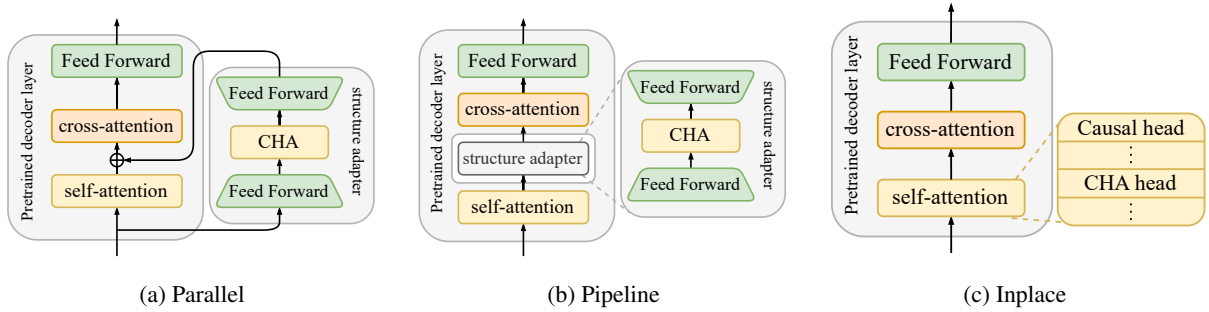 Pretrained decoder layer
Feed Forward
cross-attention
self-attention
structure adapter
Feed Forward
CHA
Feed Forward
(a) Parallel
Pretrained decoder layer
Feed Forward
cross-attention
structure adapter
self-attention
structure adapter
Feed Forward
CHA
Feed Forward
(b) Pipeline
Pretrained decoder layer
Feed Forward
cross-attention
self-attention
Causal head
⋮
CHA head
⋮
(c) Inplace